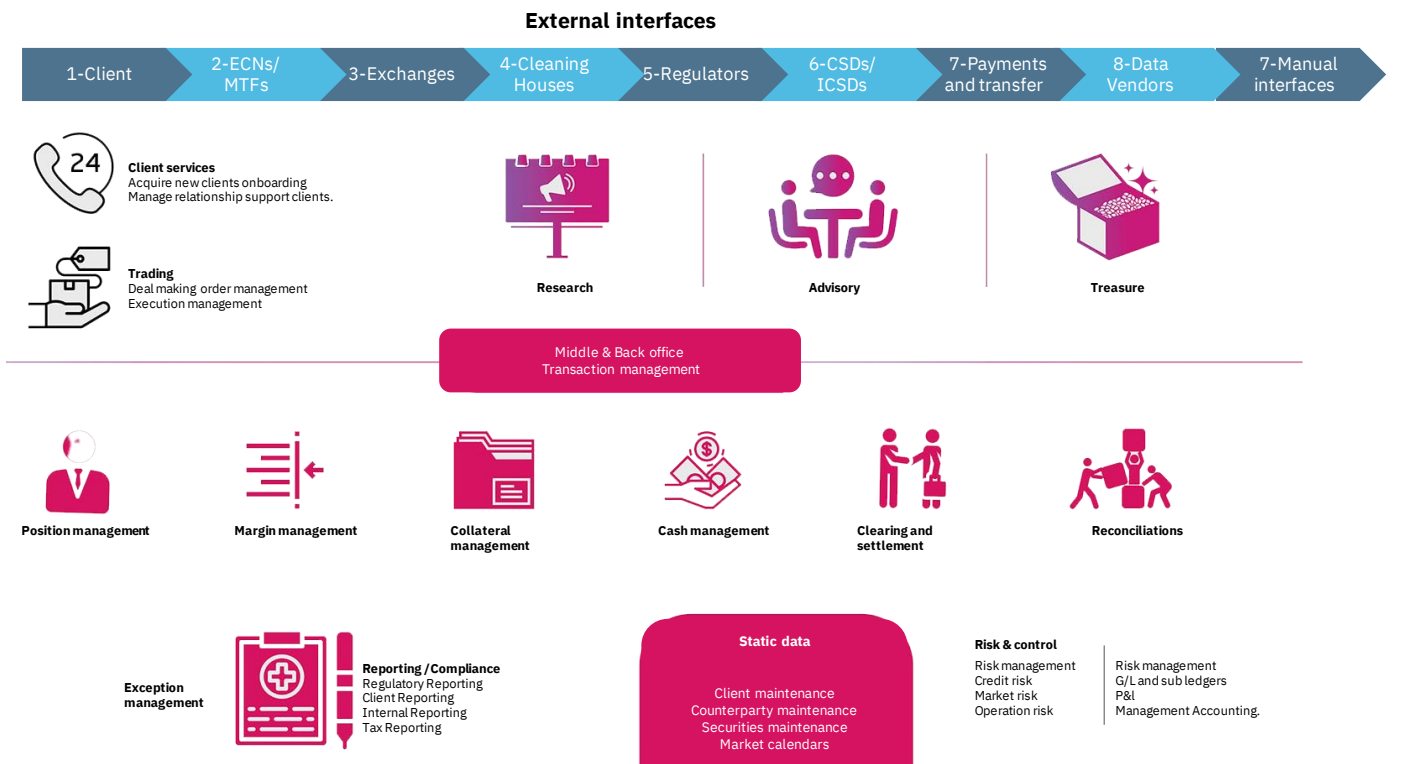 External interfaces
1-Client
2-ECNs/
MTFs
3-Exchanges
4-Cleaning
Houses
5-Regulators
6-CSDs/
ICSDs
7-Payments
and transfer
8-Data
Vendors
7-Manual
interfaces
24
Client services
Acquire new clients onboarding
Manage relationship support clients.
Trading
Deal making order management
Execution management
Research
Advisory
Treasure
Middle & Back office
Transaction management
Position management
Margin management
Collateral
management
$
Cash management
Clearing and
settlement
Reconciliations
Exception
management
Reporting /Compliance
Regulatory Reporting
Client Reporting
Internal Reporting
Tax Reporting
Static data
Client maintenance
Counterparty maintenance
Securities maintenance
Market calendars
Risk & control
Risk management
Credit risk
Market risk
Operation risk
Risk management
G/L and sub ledgers
P&l
Management Accounting.